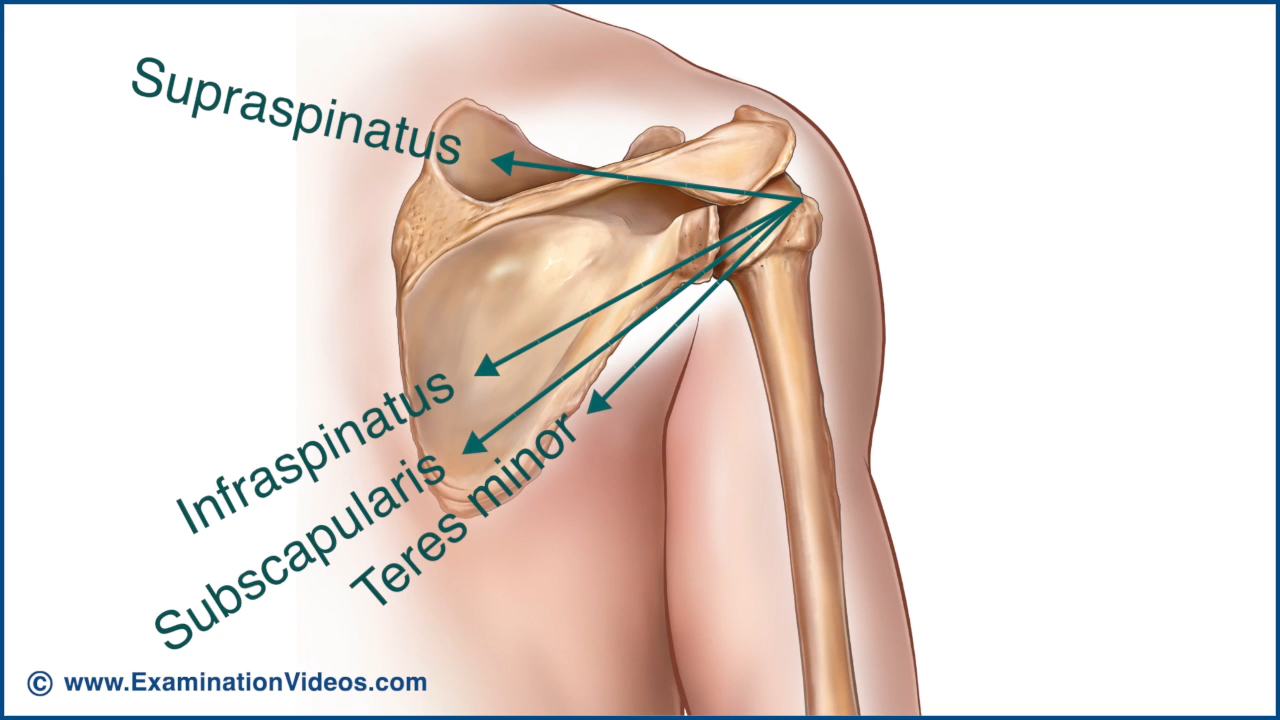 Supraspinatus
Infraspinatus
Subscapularis
Teres minor
© www.ExaminationVideos.com